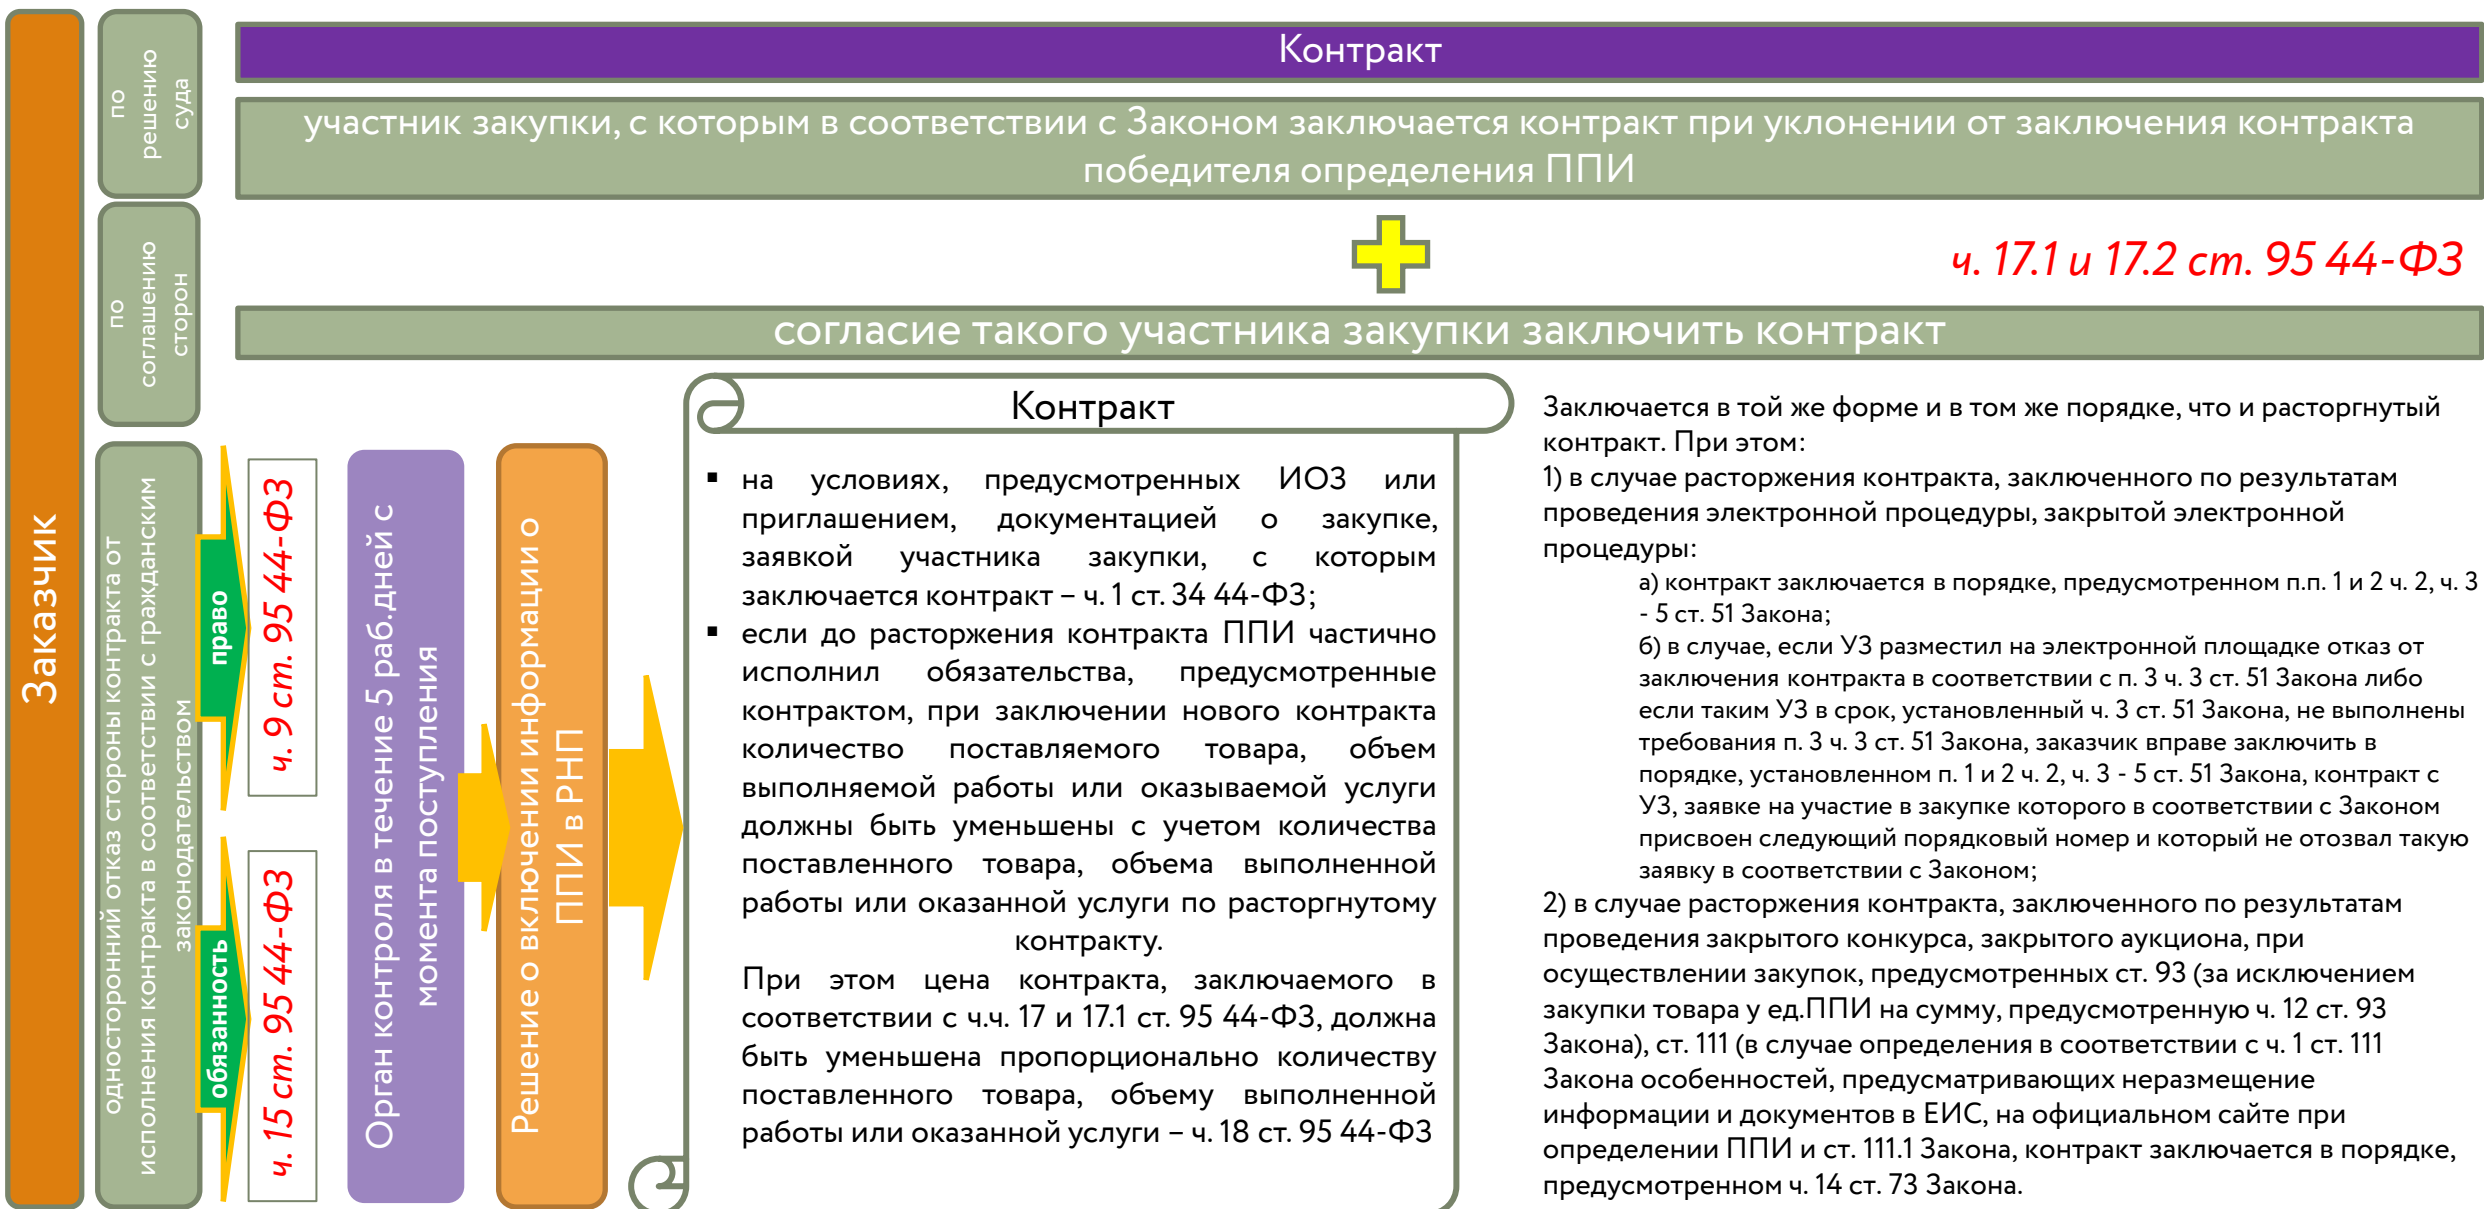 Заказчик
по
решению
суда
по
соглашению
сторон
односторонний отказ стороны контракта от
исполнения контракта в соответствии с гражданским
законодательством
право
обязанность
ч. 9 ст. 95 44-ФЗ
ч. 15 ст. 95 44-ФЗ
Орган контроля в течение 5 раб.дней с
момента поступления
Решение о включении информации о
ППИ в РНП
Контракт
участник закупки, с которым в соответствии с Законом заключается контракт при уклонении от заключения контракта
победителя определения ППИ
ч. 17.1 и 17.2 ст. 95 44-ФЗ
согласие такого участника закупки заключить контракт
Контракт
▪ на условиях, предусмотренных ИОЗ или
приглашением, документацией о закупке,
заявкой участника закупки, с которым
заключается контракт – ч. 1 ст. 34 44-ФЗ;
▪ если до расторжения контракта ППИ частично
исполнил обязательства, предусмотренные
контрактом, при заключении нового контракта
количество поставляемого товара, объем
выполняемой работы или оказываемой услуги
должны быть уменьшены с учетом количества
поставленного товара, объема выполненной
работы или оказанной услуги по расторгнутому
контракту.
При этом цена контракта, заключаемого в
соответствии с ч.ч. 17 и 17.1 ст. 95 44-ФЗ, должна
быть уменьшена пропорционально количеству
поставленного товара, объему выполненной
работы или оказанной услуги – ч. 18 ст. 95 44-ФЗ
Заключается в той же форме и в том же порядке, что и расторгнутый
контракт. При этом:
1) в случае расторжения контракта, заключенного по результатам
проведения электронной процедуры, закрытой электронной
процедуры:
а) контракт заключается в порядке, предусмотренном п.п. 1 и 2 ч. 2, ч. 3
- 5 ст. 51 Закона;
б) в случае, если УЗ разместил на электронной площадке отказ от
заключения контракта в соответствии с п. 3 ч. 3 ст. 51 Закона либо
если таким УЗ в срок, установленный ч. 3 ст. 51 Закона, не выполнены
требования п. 3 ч. 3 ст. 51 Закона, заказчик вправе заключить в
порядке, установленном п. 1 и 2 ч. 2, ч. 3 - 5 ст. 51 Закона, контракт с
УЗ, заявке на участие в закупке которого в соответствии с Законом
присвоен следующий порядковый номер и который не отозвал такую
заявку в соответствии с Законом;
2) в случае расторжения контракта, заключенного по результатам
проведения закрытого конкурса, закрытого аукциона, при
осуществлении закупок, предусмотренных ст. 93 (за исключением
закупки товара у ед.ППИ на сумму, предусмотренную ч. 12 ст. 93
Закона), ст. 111 (в случае определения в соответствии с ч. 1 ст. 111
Закона особенностей, предусматривающих неразмещение
информации и документов в ЕИС, на официальном сайте при
определении ППИ и ст. 111.1 Закона, контракт заключается в порядке,
предусмотренном ч. 14 ст. 73 Закона.